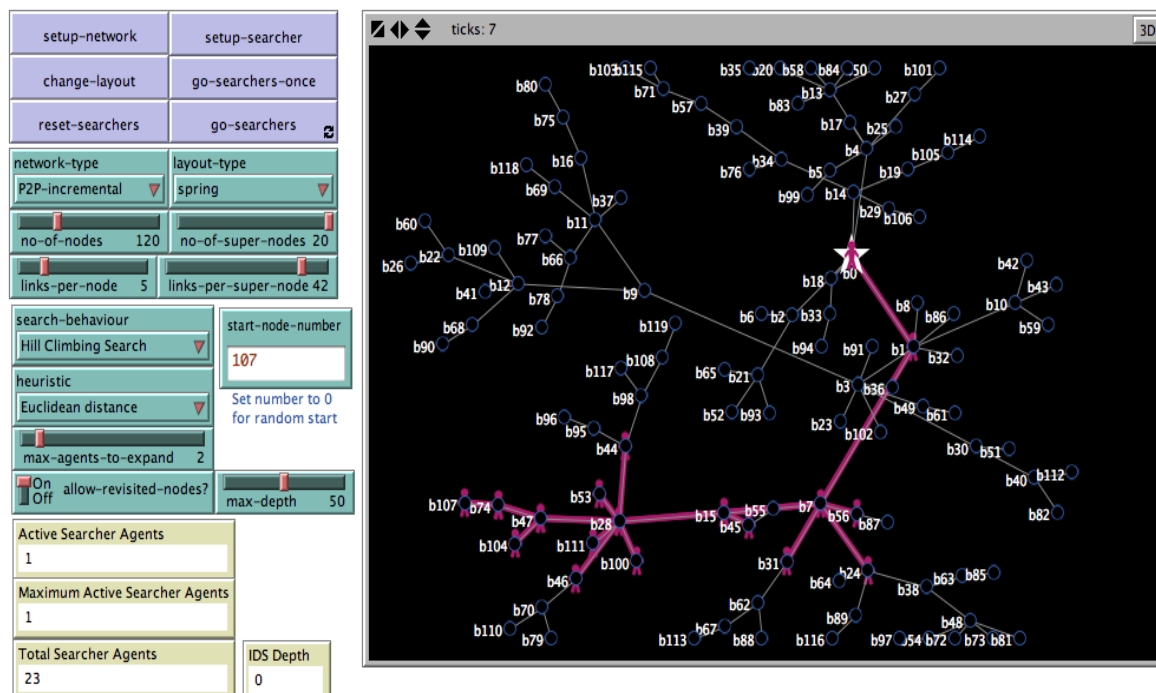 setup-network
setup-searcher
change-layout
go-searchers-once
reset-searchers
go-searchers
network-type
P2P-incremental
layout-type
spring
no-of-nodes 120
no-of-super-nodes 20
links-per-node 5
links-per-super-node 42
search-behaviour
Hill Climbing Search
heuristic
Euclidean distance
max-agents-to-expand 2
start-node-number
107
Set number to 0
for random start
On
Off
allow-revisited-nodes?
max-depth 50
Active Searcher Agents
1
Maximum Active Searcher Agents
1
Total Searcher Agents
23
IDS Depth
0
ticks: 7
3D
b103 b115 b35 b20 b58 b84 b50 b101
b80 b71 b13 b27
b57 b83
b75 b39 b17 b25 b114
b118 b16 b34 b4 b105
b76 b5 b19
b69 b37 b99 b14
b60 b11 b29 b106
b77
b109 b22 b66 b0 b42
b26 b12 b18 b43
b41 b78 b9 b8 b10
b68 b92 b6 b2 b33 b86 b59
b90 b119 b94 b91 b1 b32
b108 b65 b21 b3 b36
b117 b98 b49 b61
b96 b52 b93 b23 b102
b95 b44 b30 b51
b107 b74 b53 b40 b112
b47 b28 b15 b55 b7 b56 b87 b82
b45
b104 b111 b100
b46 b31 b24 b63 b85
b64 b38
b70 b62
b110 b79 b67 b89 b48
b113 b88 b116 b97 b54 b72 b73 b81